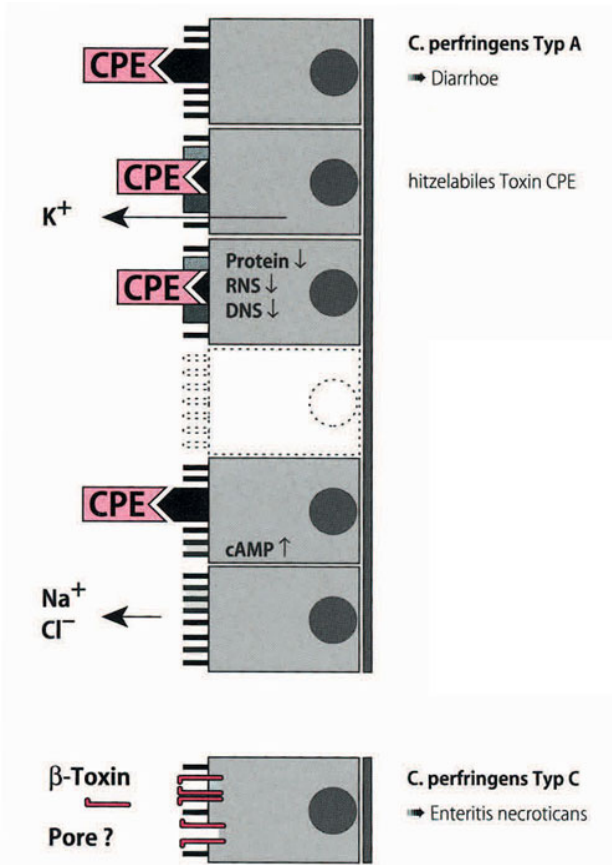 C. perfringens Typ A
➡ Diarrhoe
CPE
CPE
hitzelabiles Toxin CPE
K⁺
CPE
Protein ↓
RNS ↓
DNS ↓
CPE
cAMP ↑
Na⁺
Cl⁻
β-Toxin
Pore ?
C. perfringens Typ C
➡ Enteritis necroticans